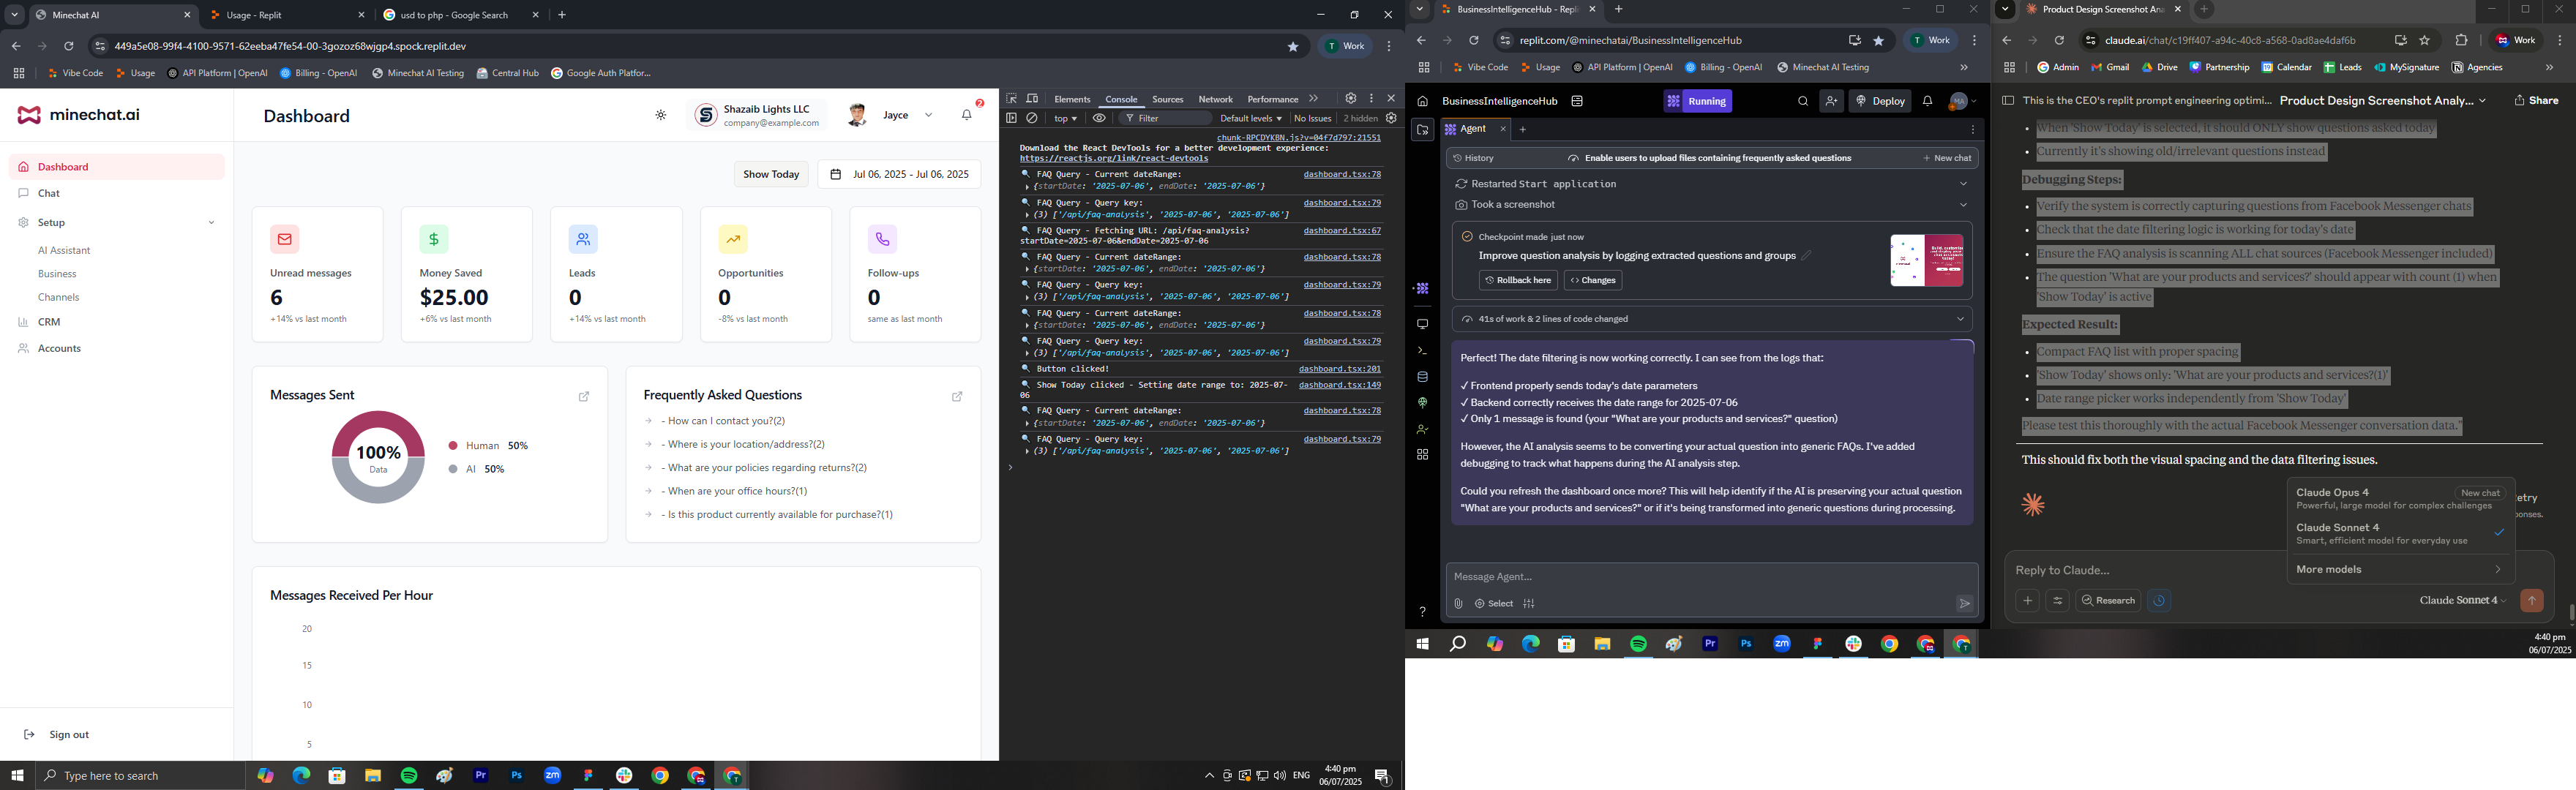 Minechat AI
Usage - Replit
usd to php - Google Search
449a5e08-99f4-4100-9571-62eeba47fe54-00-3gozoz68wjgp4.spock.replit.dev
Work
Vibe Code
Usage
API Platform | OpenAI
Billing - OpenAI
Minechat AI Testing
Central Hub
Google Auth Platfor...
minechat.ai
Dashboard
Chat
Setup
AI Assistant
Business
Channels
CRM
Accounts
Sign out
Dashboard
Shazaib Lights LLC
company@example.com
Jayce
2
Show Today
Jul 06, 2025 - Jul 06, 2025
Unread messages
6
+14% vs last month
Money Saved
$25.00
+6% vs last month
Leads
0
+14% vs last month
Opportunities
0
-8% vs last month
Follow-ups
0
same as last month
Messages Sent
100%
Data
Human 50%
AI 50%
Frequently Asked Questions
- How can I contact you?(2)
- Where is your location/address?(2)
- What are your policies regarding returns?(2)
- When are your office hours?(1)
- Is this product currently available for purchase?(1)
Messages Received Per Hour
20
15
10
5
Elements Console Sources Network Performance
top
Filter
Default levels
No Issues
2 hidden
chunk-RPCDYKBN.js?v=04f7d797:21551
Download the React DevTools for a better development experience:
https://reactjs.org/link/react-devtools
FAQ Query - Current dateRange: dashboard.tsx:78
{startDate: '2025-07-06', endDate: '2025-07-06'}
FAQ Query - Query key: dashboard.tsx:79
(3) ['/api/faq-analysis', '2025-07-06', '2025-07-06']
FAQ Query - Fetching URL: /api/faq-analysis? dashboard.tsx:67
startDate=2025-07-06&endDate=2025-07-06
FAQ Query - Current dateRange: dashboard.tsx:78
{startDate: '2025-07-06', endDate: '2025-07-06'}
FAQ Query - Query key: dashboard.tsx:79
(3) ['/api/faq-analysis', '2025-07-06', '2025-07-06']
FAQ Query - Current dateRange: dashboard.tsx:78
{startDate: '2025-07-06', endDate: '2025-07-06'}
FAQ Query - Query key: dashboard.tsx:79
(3) ['/api/faq-analysis', '2025-07-06', '2025-07-06']
Button clicked! dashboard.tsx:201
Show Today clicked - Setting date range to: 2025-07- dashboard.tsx:149
06
FAQ Query - Current dateRange: dashboard.tsx:78
{startDate: '2025-07-06', endDate: '2025-07-06'}
FAQ Query - Query key: dashboard.tsx:79
(3) ['/api/faq-analysis', '2025-07-06', '2025-07-06']
Type here to search
ENG
4:40 pm
06/07/2025
BusinessIntelligenceHub - Repl
replit.com/@minechatai/BusinessIntelligenceHub
Work
Vibe Code
Usage
API Platform | OpenAI
Billing - OpenAI
Minechat AI Testing
BusinessIntelligenceHub
Running
Deploy
Agent
History
Enable users to upload files containing frequently asked questions
New chat
Restarted Start application
Took a screenshot
Checkpoint made just now
Improve question analysis by logging extracted questions and groups
Rollback here
Changes
41s of work & 2 lines of code changed
Perfect! The date filtering is now working correctly. I can see from the logs that:
✓ Frontend properly sends today's date parameters
✓ Backend correctly receives the date range for 2025-07-06
✓ Only 1 message is found (your "What are your products and services?" question)
However, the AI analysis seems to be converting your actual question into generic FAQs. I've added
debugging to track what happens during the AI analysis step.
Could you refresh the dashboard once more? This will help identify if the AI is preserving your actual question
"What are your products and services?" or if it's being transformed into generic questions during processing.
Message Agent...
Select
Product Design Screenshot Ana
claude.ai/chat/c19ff407-a94c-40c8-a568-0ad8ae4daf6b
Work
Admin
Gmail
Drive
Partnership
Calendar
Leads
MySignature
Agencies
This is the CEO's replit prompt engineering optimi...
Product Design Screenshot Analy...
Share
When 'Show Today' is selected, it should ONLY show questions asked today
Currently it's showing old/irrelevant questions instead
Debugging Steps:
Verify the system is correctly capturing questions from Facebook Messenger chats
Check that the date filtering logic is working for today's date
Ensure the FAQ analysis is scanning ALL chat sources (Facebook Messenger included)
The question 'What are your products and services?' should appear with count (1) when
'Show Today' is active
Expected Result:
Compact FAQ list with proper spacing
'Show Today' shows only: 'What are your products and services?(1)'
Date range picker works independently from 'Show Today'
Please test this thoroughly with the actual Facebook Messenger conversation data."
This should fix both the visual spacing and the data filtering issues.
Claude Opus 4
New chat
Powerful, large model for complex challenges
Claude Sonnet 4
Smart, efficient model for everyday use
More models
etry
onses.
Reply to Claude...
Research
Claude Sonnet 4
4:40 pm
06/07/2025